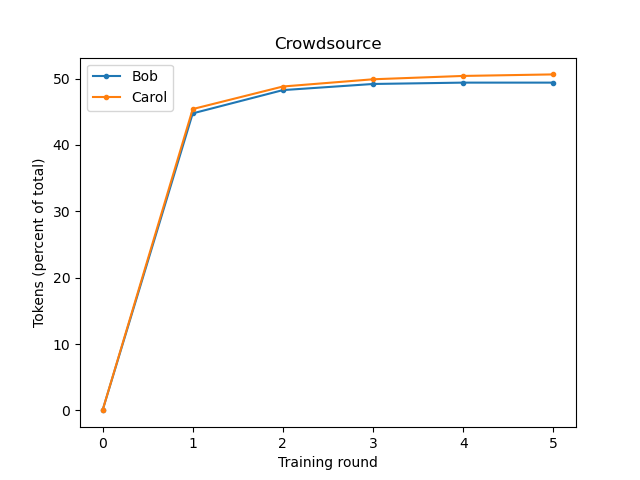 Crowdsource
Bob
Carol
Tokens (percent of total)
50
40
30
20
10
0
0 1 2 3 4 5
Training round